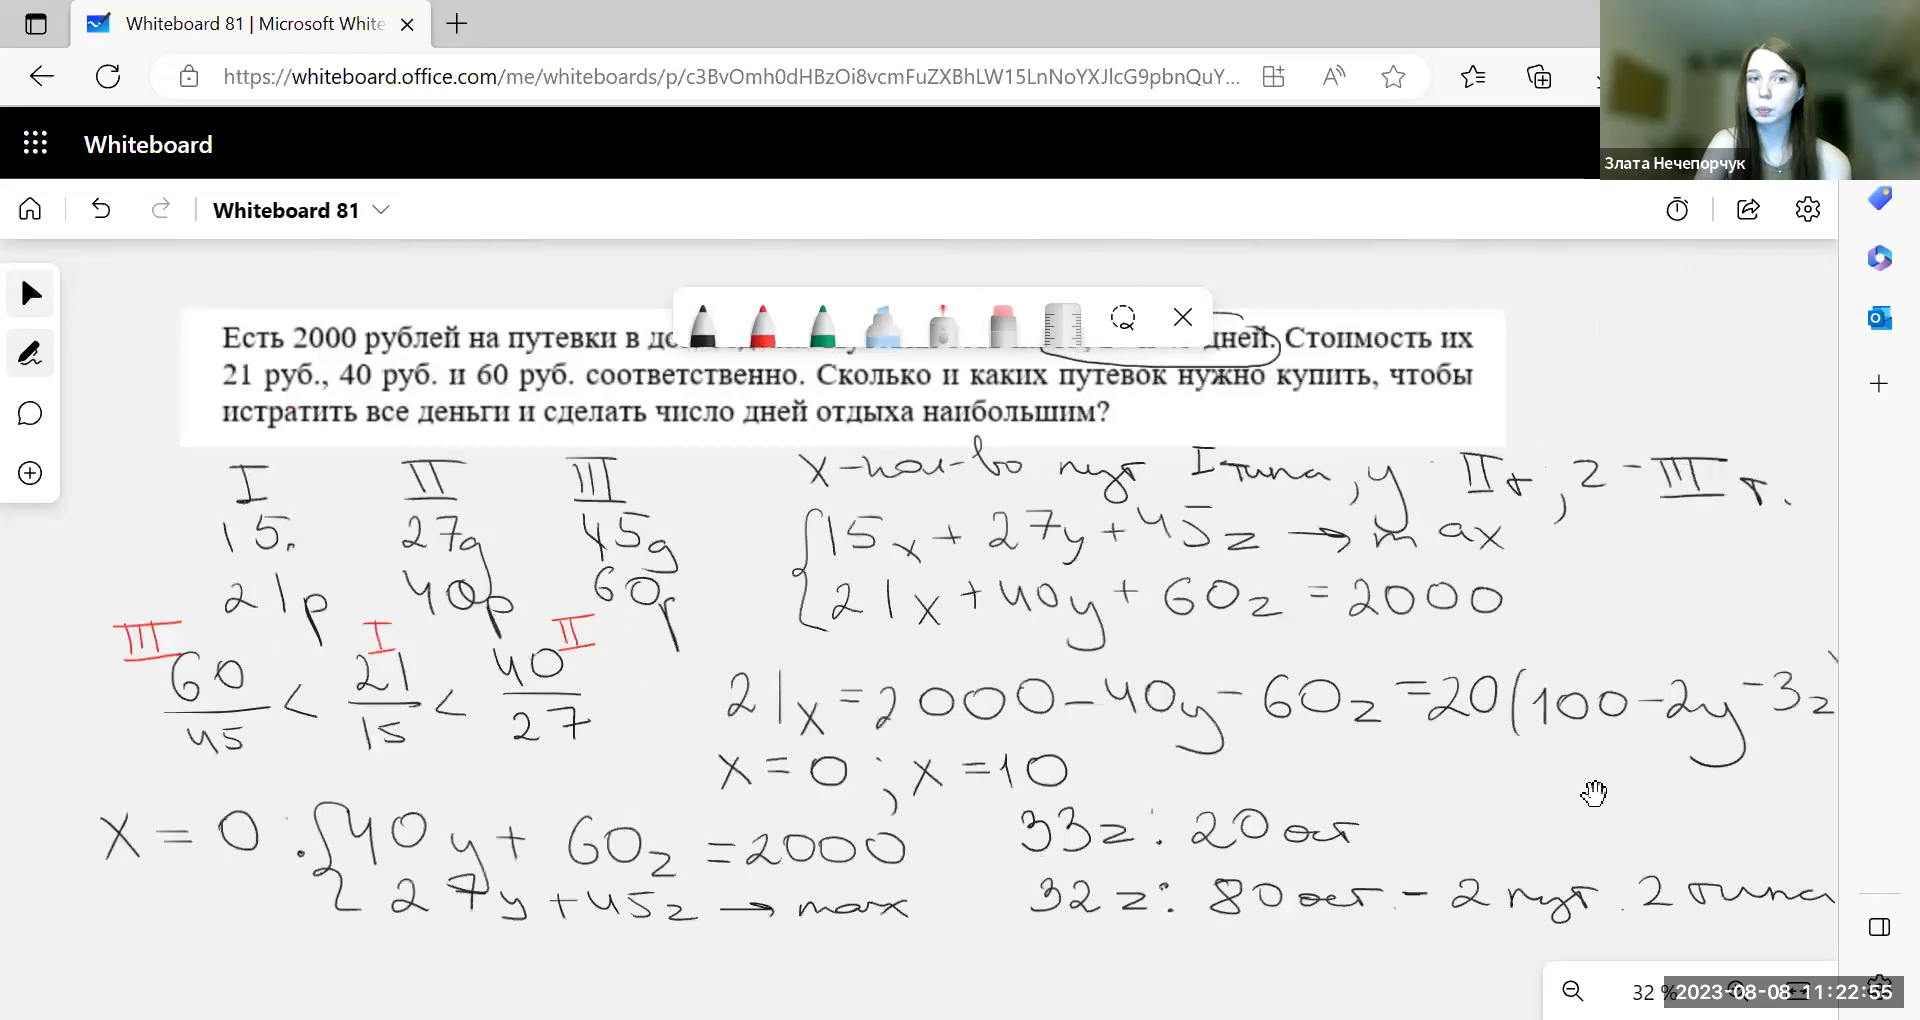 Whiteboard 81 | Microsoft White
https://whiteboard.office.com/me/whiteboards/p/c3BvOmh0dHBzOi8vcmFuZXBhLW15LnNoYXJlcG9pbnQuY...
Whiteboard
Злата Нечепорчук
Whiteboard 81
Есть 2000 рублей на путевки в до дней. Стоимость их
21 руб., 40 руб. и 60 руб. соответственно. Сколько и каких путевок нужно купить, чтобы
истратить все деньги и сделать число дней отдыха наибольшим?
I II III
15. 27g 45g
21р 40р 60р
x-кол-во пут I типа, y II т, z - III т.
15x + 27y + 45z → max
21x + 40y + 60z = 2000
III I II
60/45 < 21/15 < 40/27
21x = 2000 - 40y - 60z = 20(100 - 2y - 3z
x = 0 ; x = 10
x = 0 : 40y + 60z = 2000
27y + 45z → max
33z : 20 ост
32z : 80 ост - 2 пут. 2 типа
32 %
2023-08-08 11:22:55